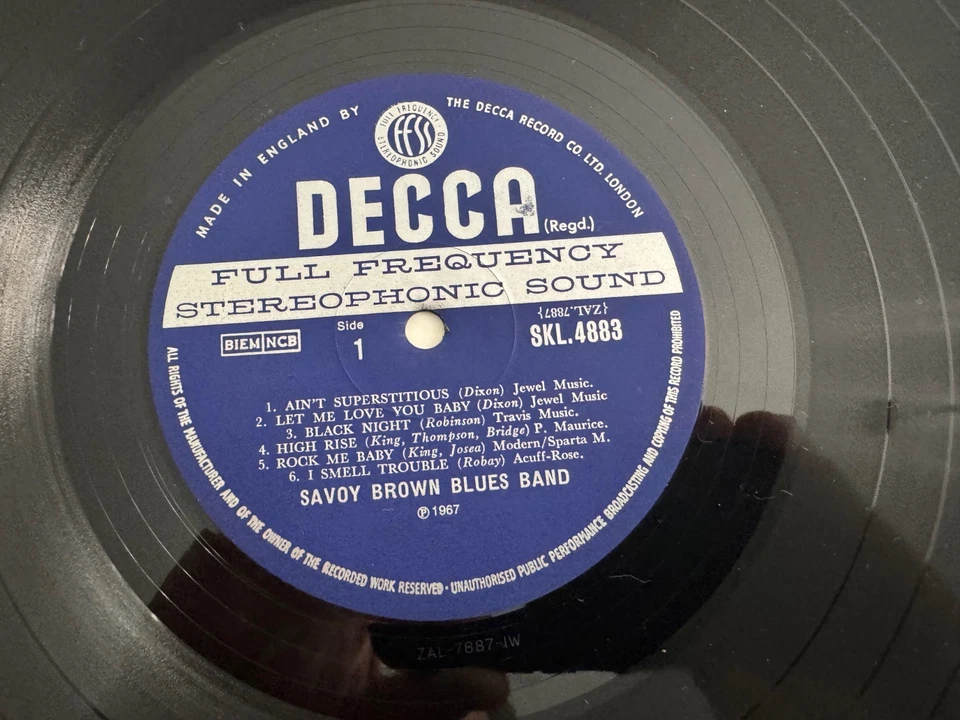 MADE IN ENGLAND BY THE DECCA RECORD CO. LTD. LONDON
FULL FREQUENCY
ffss
STEREOPHONIC SOUND
DECCA (Regd.)
FULL FREQUENCY
STEREOPHONIC SOUND
BIEM NCB
Side
1
{ZAL.7887}
SKL.4883
1. AIN'T SUPERSTITIOUS (Dixon) Jewel Music.
2. LET ME LOVE YOU BABY (Dixon) Jewel Music
3. BLACK NIGHT (Robinson) Travis Music.
4. HIGH RISE (King, Thompson, Bridge) P. Maurice.
5. ROCK ME BABY (King, Josea) Modern/Sparta M.
6. I SMELL TROUBLE (Robay) Acuff-Rose.
SAVOY BROWN BLUES BAND
℗ 1967
ALL RIGHTS OF THE MANUFACTURER AND OF THE OWNER OF THE RECORDED WORK RESERVED · UNAUTHORISED PUBLIC PERFORMANCE BROADCASTING AND COPYING OF THIS RECORD PROHIBITED
ZAL-7887-1W